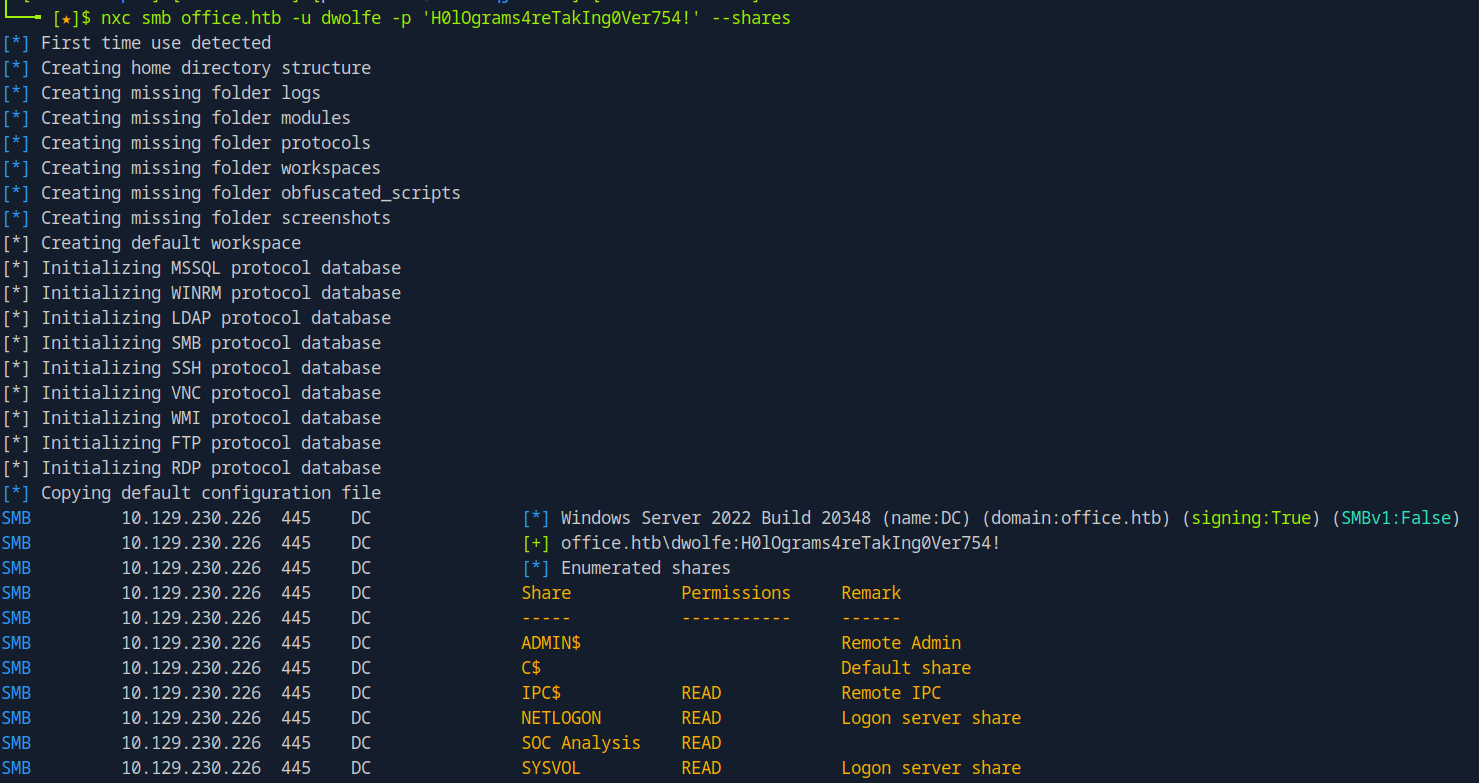 [★]$ nxc smb office.htb -u dwolfe -p 'H0lOgrams4reTakIng0Ver754!' --shares
[*] First time use detected
[*] Creating home directory structure
[*] Creating missing folder logs
[*] Creating missing folder modules
[*] Creating missing folder protocols
[*] Creating missing folder workspaces
[*] Creating missing folder obfuscated_scripts
[*] Creating missing folder screenshots
[*] Creating default workspace
[*] Initializing MSSQL protocol database
[*] Initializing WINRM protocol database
[*] Initializing LDAP protocol database
[*] Initializing SMB protocol database
[*] Initializing SSH protocol database
[*] Initializing VNC protocol database
[*] Initializing WMI protocol database
[*] Initializing FTP protocol database
[*] Initializing RDP protocol database
[*] Copying default configuration file
SMB 10.129.230.226 445 DC [*] Windows Server 2022 Build 20348 (name:DC) (domain:office.htb) (signing:True) (SMBv1:False)
SMB 10.129.230.226 445 DC [+] office.htb\dwolfe:H0lOgrams4reTakIng0Ver754!
SMB 10.129.230.226 445 DC [*] Enumerated shares
SMB 10.129.230.226 445 DC Share Permissions Remark
SMB 10.129.230.226 445 DC ----- ----------- ------
SMB 10.129.230.226 445 DC ADMIN$ Remote Admin
SMB 10.129.230.226 445 DC C$ Default share
SMB 10.129.230.226 445 DC IPC$ READ Remote IPC
SMB 10.129.230.226 445 DC NETLOGON READ Logon server share
SMB 10.129.230.226 445 DC SOC Analysis READ
SMB 10.129.230.226 445 DC SYSVOL READ Logon server share